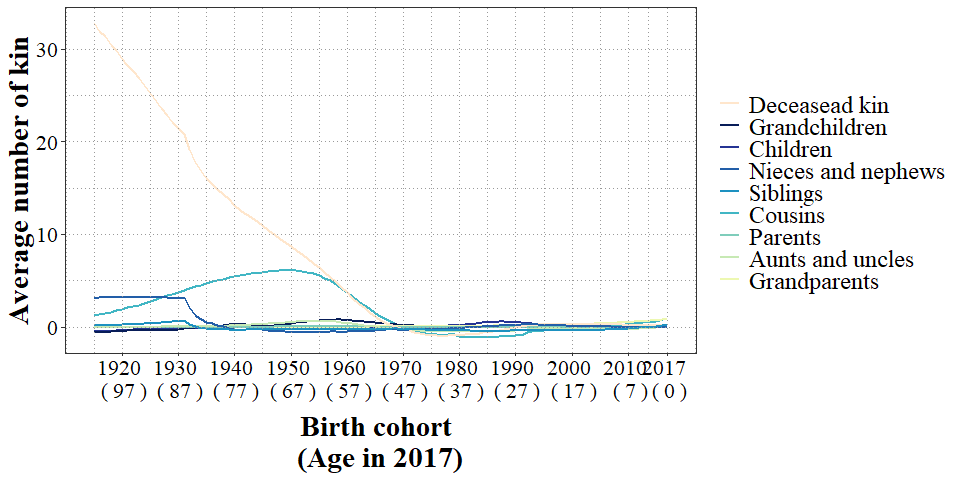 Average number of kin
30
20
10
0
1920 1930 1940 1950 1960 1970 1980 1990 2000 2010 2017
( 97 ) ( 87 ) ( 77 ) ( 67 ) ( 57 ) ( 47 ) ( 37 ) ( 27 ) ( 17 ) ( 7 ) ( 0 )
Birth cohort
(Age in 2017)
Deceasead kin
Grandchildren
Children
Nieces and nephews
Siblings
Cousins
Parents
Aunts and uncles
Grandparents